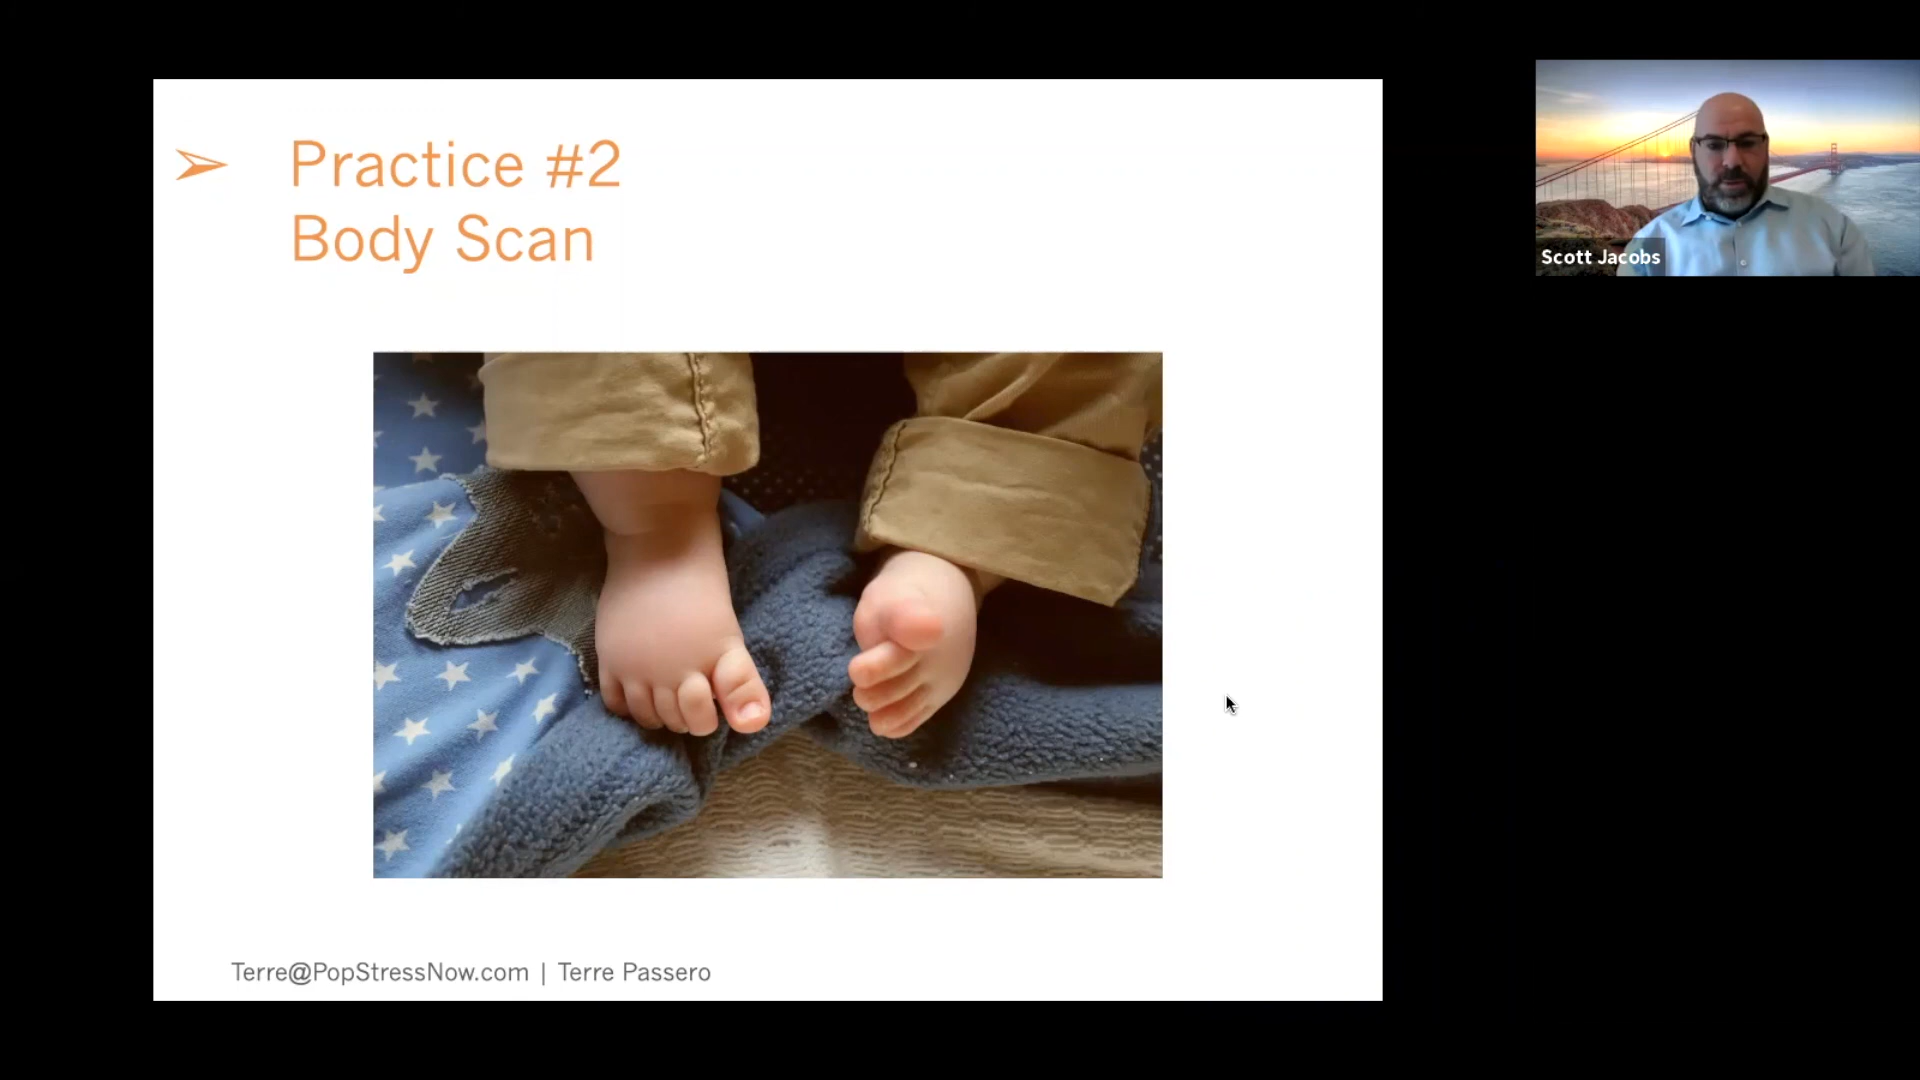 Practice #2
Body Scan
Terre@PopStressNow.com | Terre Passero
Scott Jacobs